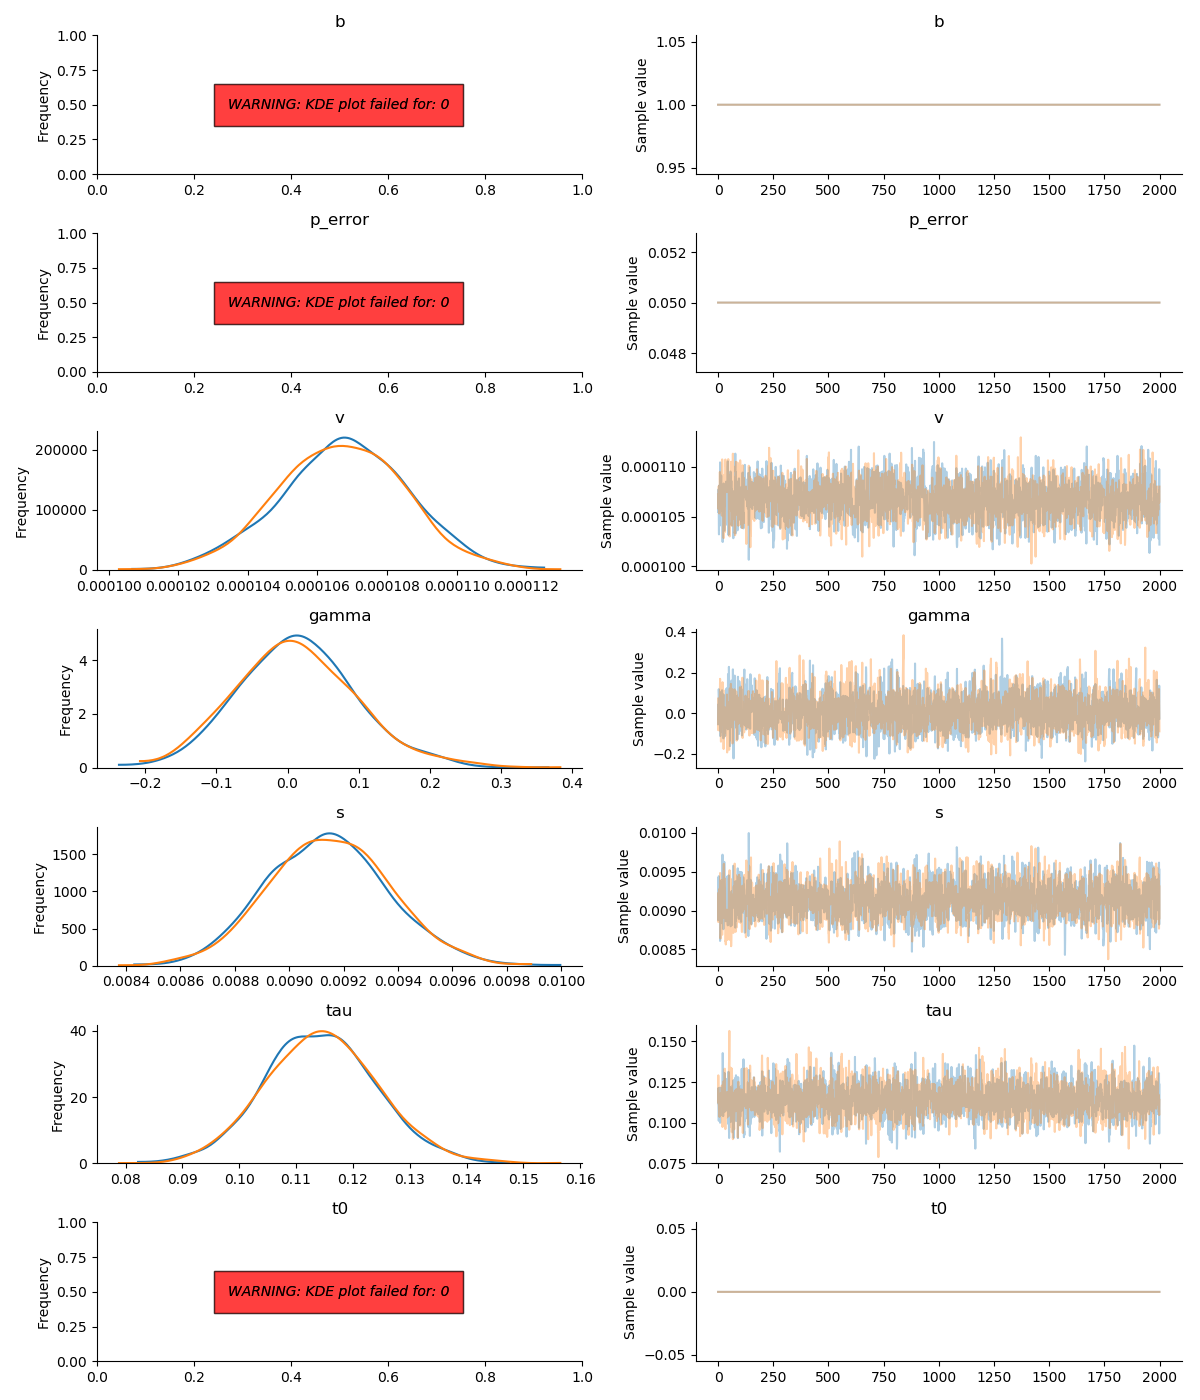 b
1.00
0.75
0.50
0.25
0.00
Frequency
WARNING: KDE plot failed for: 0
0.0 0.2 0.4 0.6 0.8 1.0
b
1.05
1.00
0.95
Sample value
0 250 500 750 1000 1250 1500 1750 2000
p_error
1.00
0.75
0.50
0.25
0.00
Frequency
WARNING: KDE plot failed for: 0
0.0 0.2 0.4 0.6 0.8 1.0
p_error
0.052
0.050
0.048
Sample value
0 250 500 750 1000 1250 1500 1750 2000
v
200000
100000
0
Frequency
0.000100 0.000102 0.000104 0.000106 0.000108 0.000110 0.000112
v
0.000110
0.000105
0.000100
Sample value
0 250 500 750 1000 1250 1500 1750 2000
gamma
4
2
0
Frequency
−0.2 −0.1 0.0 0.1 0.2 0.3 0.4
gamma
0.4
0.2
0.0
−0.2
Sample value
0 250 500 750 1000 1250 1500 1750 2000
s
1500
1000
500
0
Frequency
0.0084 0.0086 0.0088 0.0090 0.0092 0.0094 0.0096 0.0098 0.0100
s
0.0100
0.0095
0.0090
0.0085
Sample value
0 250 500 750 1000 1250 1500 1750 2000
tau
40
20
0
Frequency
0.08 0.09 0.10 0.11 0.12 0.13 0.14 0.15 0.16
tau
0.150
0.125
0.100
0.075
Sample value
0 250 500 750 1000 1250 1500 1750 2000
t0
1.00
0.75
0.50
0.25
0.00
Frequency
WARNING: KDE plot failed for: 0
0.0 0.2 0.4 0.6 0.8 1.0
t0
0.05
0.00
−0.05
Sample value
0 250 500 750 1000 1250 1500 1750 2000